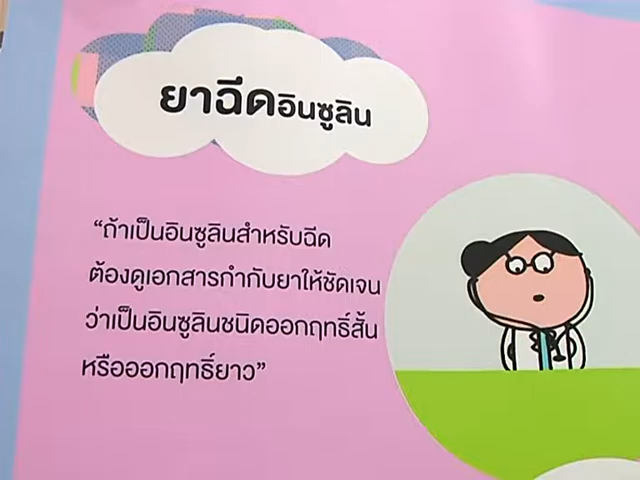 ยาฉีดอินซูลิน
“ถ้าเป็นอินซูลินสำหรับฉีด
ต้องดูเอกสารกำกับยาให้ชัดเจน
ว่าเป็นอินซูลินชนิดออกฤทธิ์สั้น
หรือออกฤทธิ์ยาว”